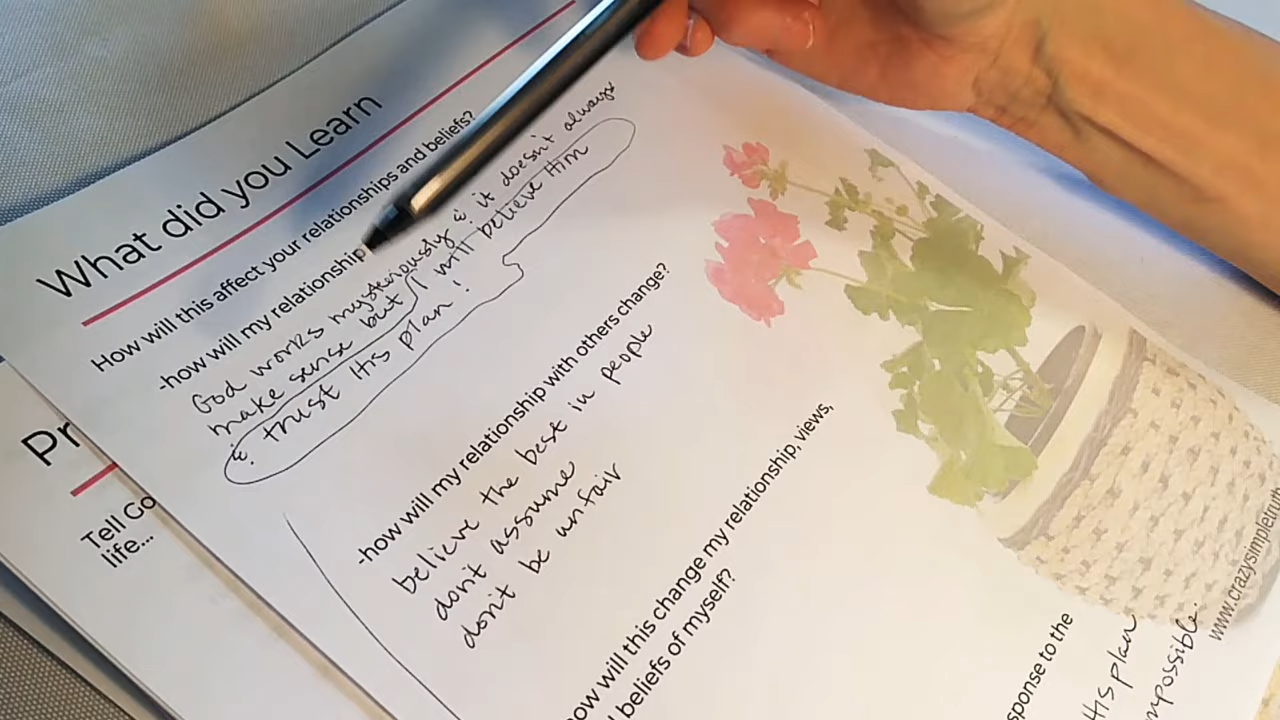 What did you Learn
How will this affect your relationships and beliefs?
-how will my relationship
God works mysteriously & it doesn't always
make sense but I will believe Him
& trust His plan!
-how will my relationship with others change?
believe the best in people
don't assume
don't be unfair
how will this change my relationship, views,
beliefs of myself?
sponse to the
His plan
mpossible.
www.crazysimpletruth
Pr
Tell Go
life...